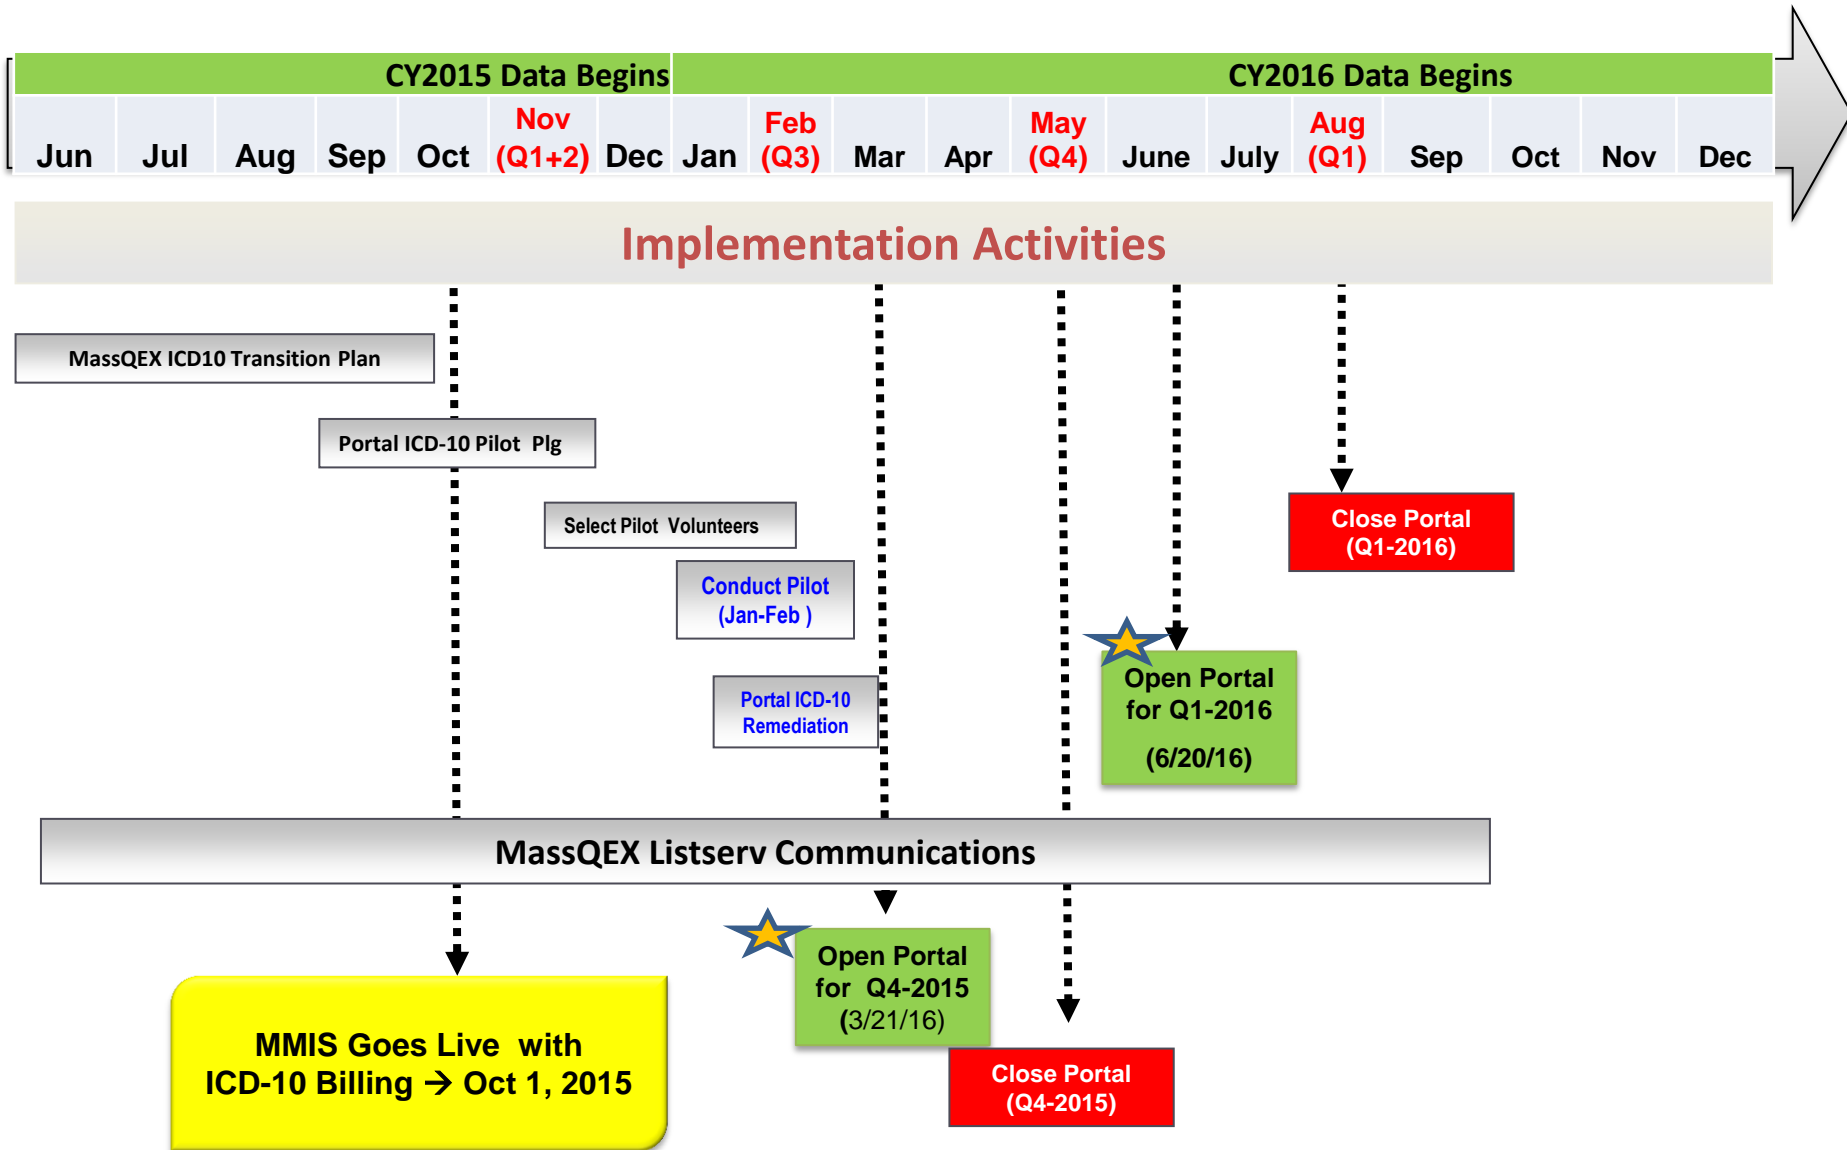 CY2015 Data Begins
CY2016 Data Begins
Jun
Jul
Aug
Sep
Oct
Nov
(Q1+2)
Dec
Jan
Feb
(Q3)
Mar
Apr
May
(Q4)
June
July
Aug
(Q1)
Sep
Oct
Nov
Dec
Implementation Activities
MassQEX ICD10 Transition Plan
Portal ICD-10 Pilot Plg
Select Pilot Volunteers
Close Portal
(Q1-2016)
Conduct Pilot
(Jan-Feb )
Open Portal
for Q1-2016
(6/20/16)
Portal ICD-10
Remediation
MassQEX Listserv Communications
Open Portal
for Q4-2015
(3/21/16)
MMIS Goes Live with
ICD-10 Billing → Oct 1, 2015
Close Portal
(Q4-2015)